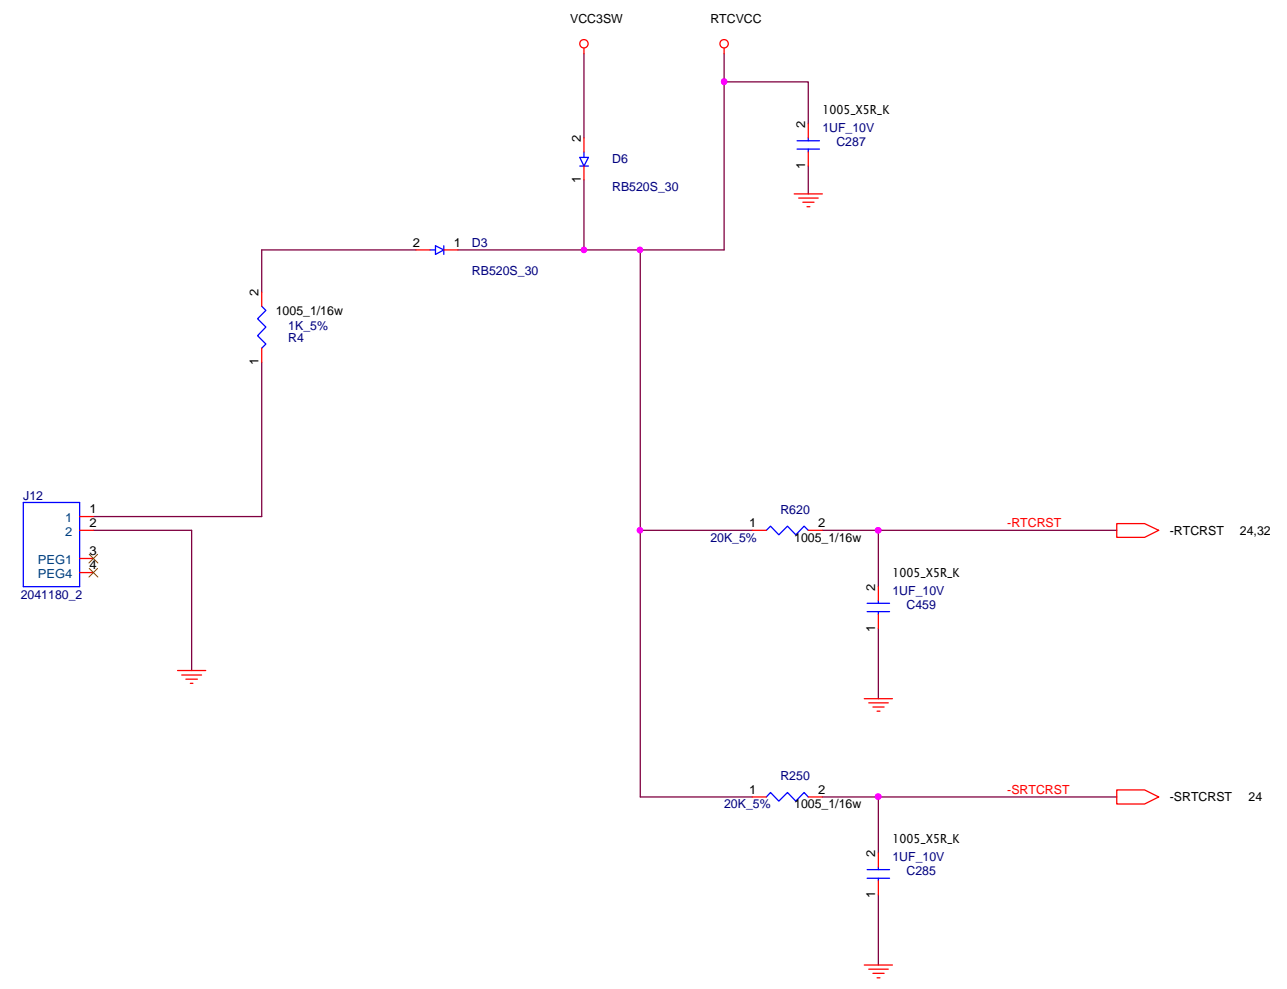 VCC3SW
RTCVCC
1005_X5R_K
2
1UF_10V
C287
1
2
D6
1
RB520S_30
2
1
D3
RB520S_30
2
1005_1/16w
1K_5%
R4
1
J12
1
1
2
2
PEG1
3
PEG4
4
2041180_2
R620
1
2
20K_5%
1005_1/16w
-RTCRST
-RTCRST 24,32
1005_X5R_K
2
1UF_10V
C459
1
R250
1
2
20K_5%
1005_1/16w
-SRTCRST
-SRTCRST 24
1005_X5R_K
2
1UF_10V
C285
1